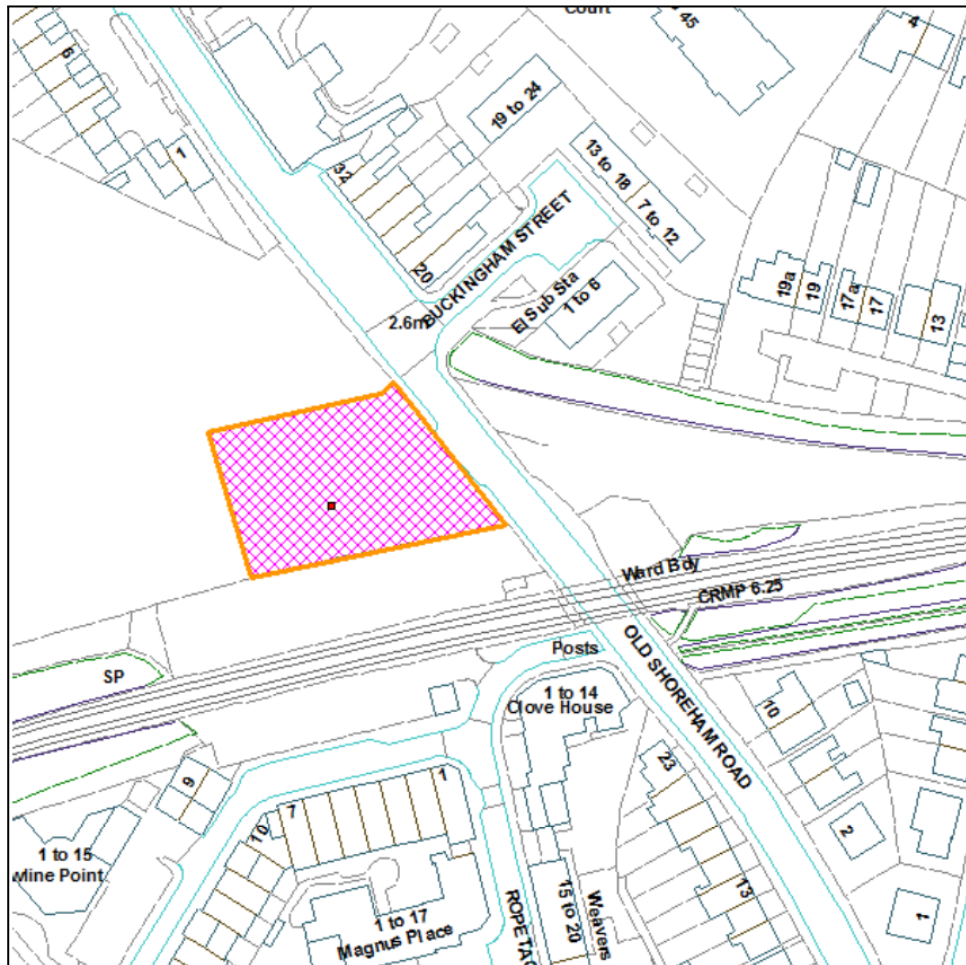 Court
45
4
6
19 to 24
1
32
13 to 18
7 to 12
20
BUCKINGHAM STREET
19a
19
17a
17
13
El Sub Sta
1 to 6
2.6m
Ward Bdy
CRMP 6.25
SP
Posts
OLD SHOREHAM ROAD
1 to 14
Clove House
10
9
1
23
7
10
2
1 to 15
Mine Point
13
1 to 17
Magnus Place
15 to 20
Weavers
1
ROPETAC